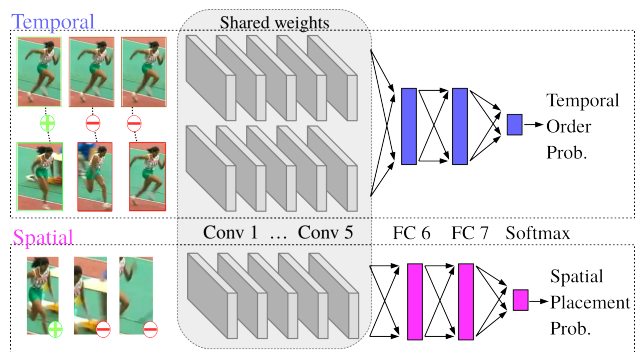 Temporal
Shared weights
Temporal
Order
Prob.
Spatial
Conv 1 … Conv 5 FC 6 FC 7 Softmax
Spatial
Placement
Prob.